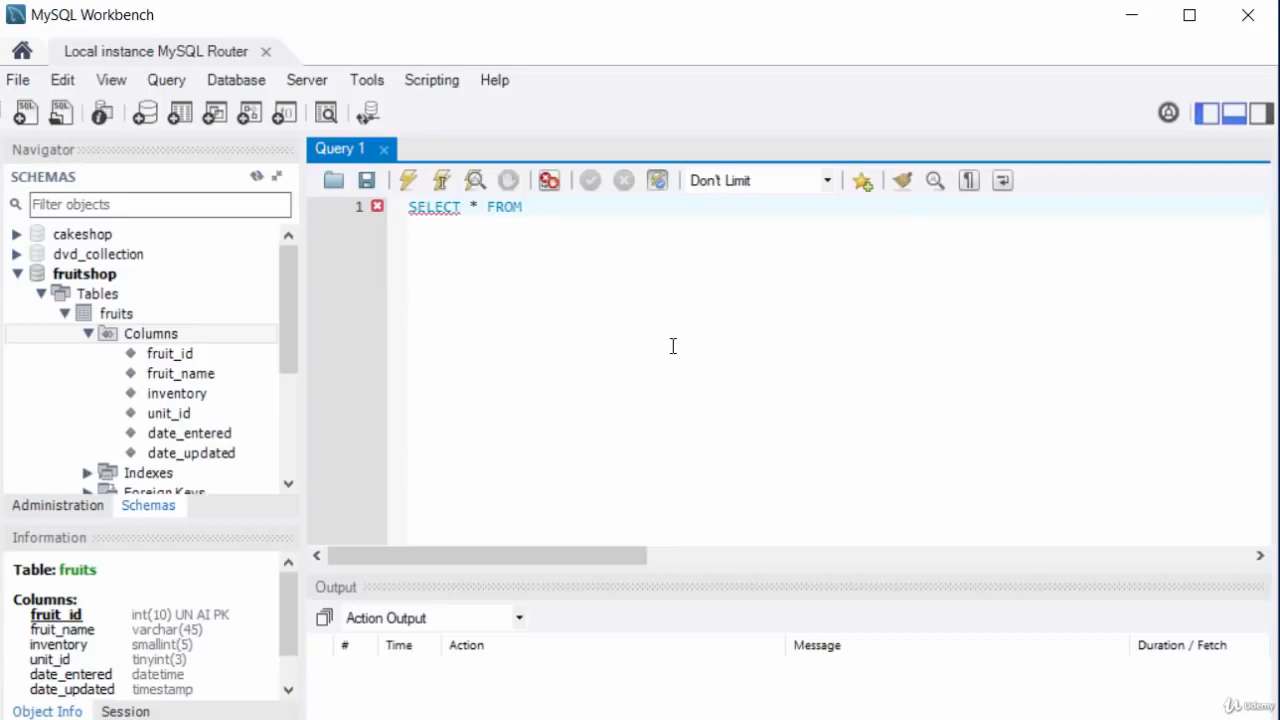 MySQL Workbench
Local instance MySQL Router
File Edit View Query Database Server Tools Scripting Help
Navigator
SCHEMAS
Filter objects
cakeshop
dvd_collection
fruitshop
Tables
fruits
Columns
fruit_id
fruit_name
inventory
unit_id
date_entered
date_updated
Indexes
Foreign Keys
Administration Schemas
Information
Table: fruits
Columns:
fruit_id int(10) UN AI PK
fruit_name varchar(45)
inventory smallint(5)
unit_id tinyint(3)
date_entered datetime
date_updated timestamp
Object Info Session
Query 1
Don't Limit
1 SELECT * FROM
Output
Action Output
# Time Action Message Duration / Fetch
Udemy